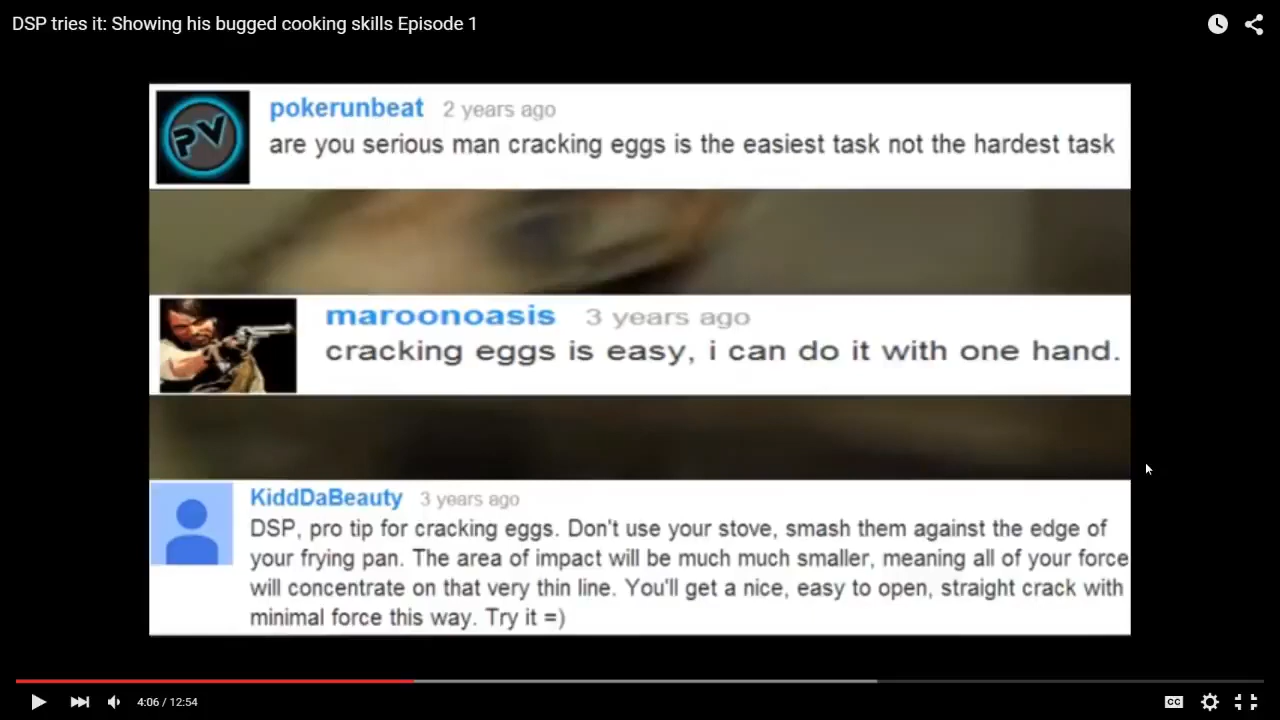 DSP tries it: Showing his bugged cooking skills Episode 1
PV
pokerunbeat 2 years ago
are you serious man cracking eggs is the easiest task not the hardest task
maroonoasis 3 years ago
cracking eggs is easy, i can do it with one hand.
KiddDaBeauty 3 years ago
DSP, pro tip for cracking eggs. Don't use your stove, smash them against the edge of
your frying pan. The area of impact will be much much smaller, meaning all of your force
will concentrate on that very thin line. You'll get a nice, easy to open, straight crack with
minimal force this way. Try it =)
4:06 / 12:54
CC